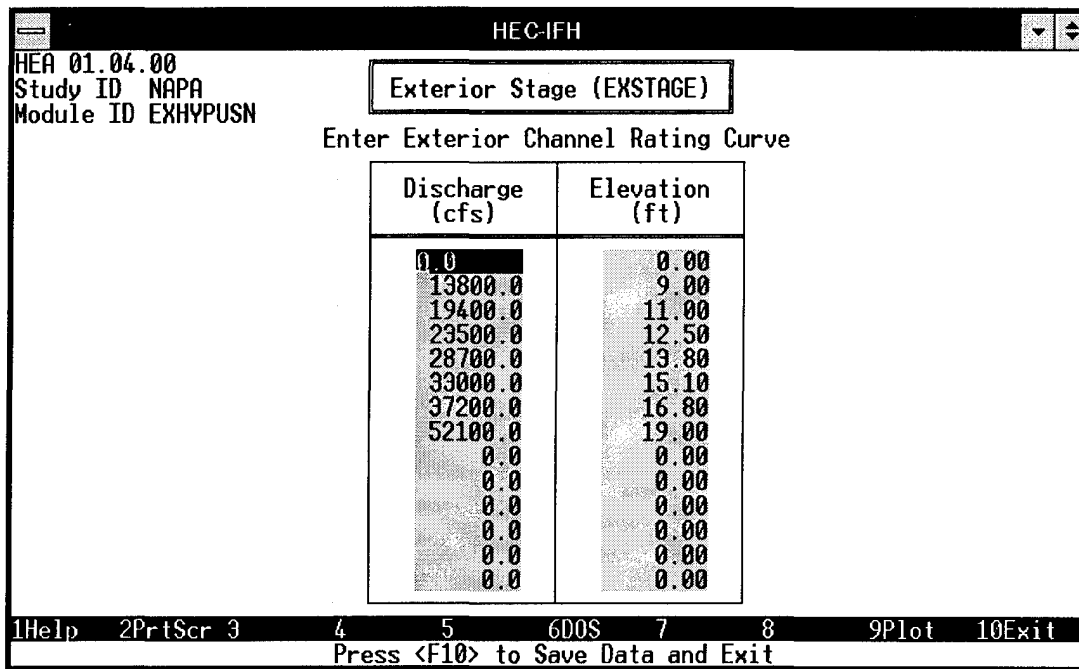 HEC-IFH
HEA 01.04.00
Study ID NAPA
Module ID EXHYPUSN
Exterior Stage (EXSTAGE)
Enter Exterior Channel Rating Curve
Discharge Elevation
(cfs) (ft)
0.0 0.00
13800.0 9.00
19400.0 11.00
23500.0 12.50
28700.0 13.80
33000.0 15.10
37200.0 16.80
52100.0 19.00
0.0 0.00
0.0 0.00
0.0 0.00
0.0 0.00
0.0 0.00
0.0 0.00
1Help 2PrtScr 3 4 5 6DOS 7 8 9Plot 10Exit
Press <F10> to Save Data and Exit